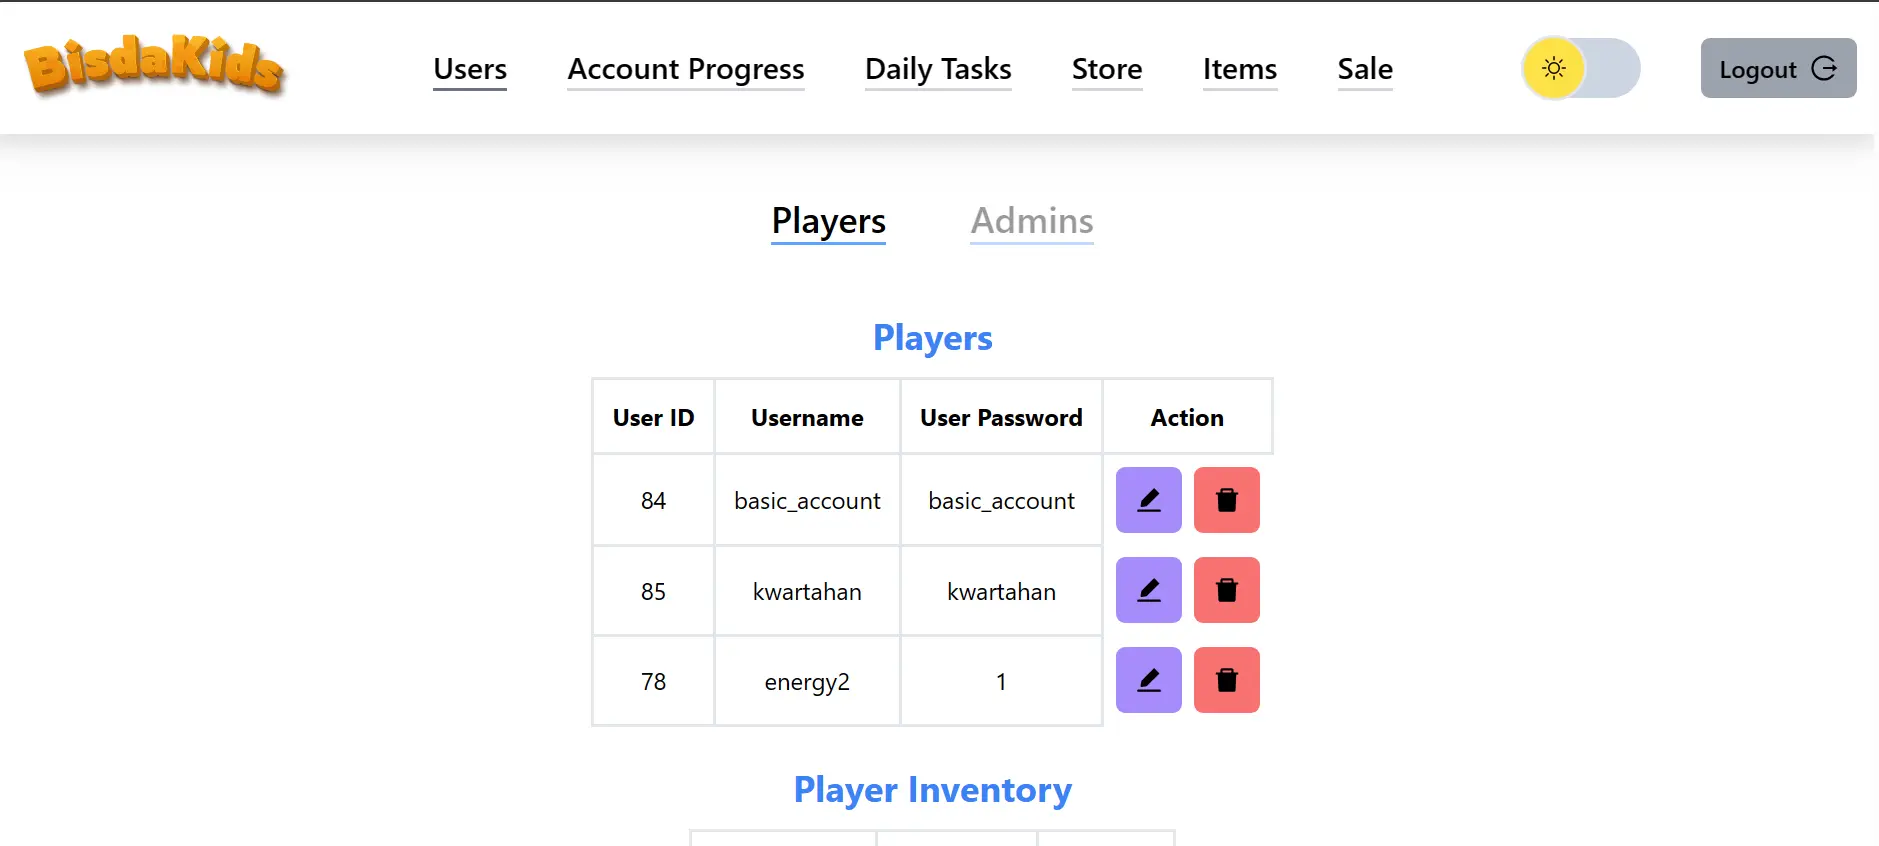 BisdaKids
Users Account Progress Daily Tasks Store Items Sale Logout
Players Admins
Players
User ID Username User Password Action
84 basic_account basic_account
85 kwartahan kwartahan
78 energy2 1
Player Inventory